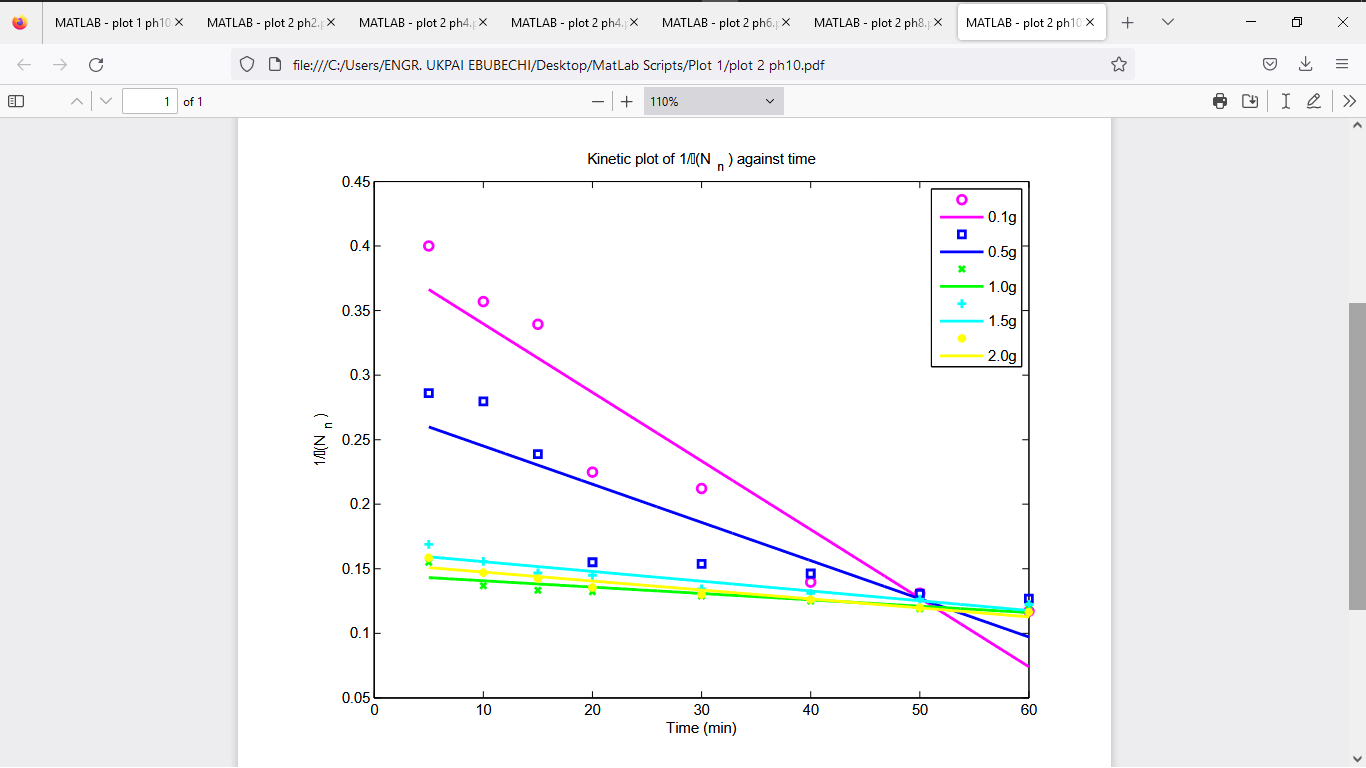 MATLAB - plot 1 ph10 MATLAB - plot 2 ph2. MATLAB - plot 2 ph4. MATLAB - plot 2 ph4. MATLAB - plot 2 ph6. MATLAB - plot 2 ph8. MATLAB - plot 2 ph10
file:///C:/Users/ENGR. UKPAI EBUBECHI/Desktop/MatLab Scripts/Plot 1/plot 2 ph10.pdf
1 of 1 110%
Kinetic plot of 1/▯(N n ) against time
0.45
0.4
0.35
0.3
0.25
0.2
0.15
0.1
0.05
1/▯(N n )
0 10 20 30 40 50 60
Time (min)
0.1g
0.5g
1.0g
1.5g
2.0g